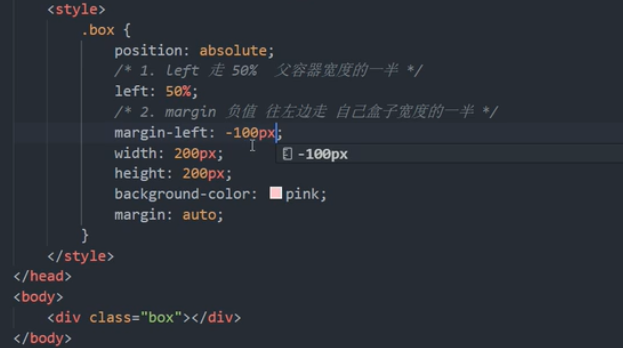 <style>
.box {
position: absolute;
/* 1. left 走 50%  父容器宽度的一半 */
left: 50%;
/* 2. margin 负值 往左边走 自己盒子宽度的一半 */
margin-left: -100px;
width: 200px;
-100px
height: 200px;
background-color: pink;
margin: auto;
}
</style>
</head>
<body>
<div class="box"></div>
</body>